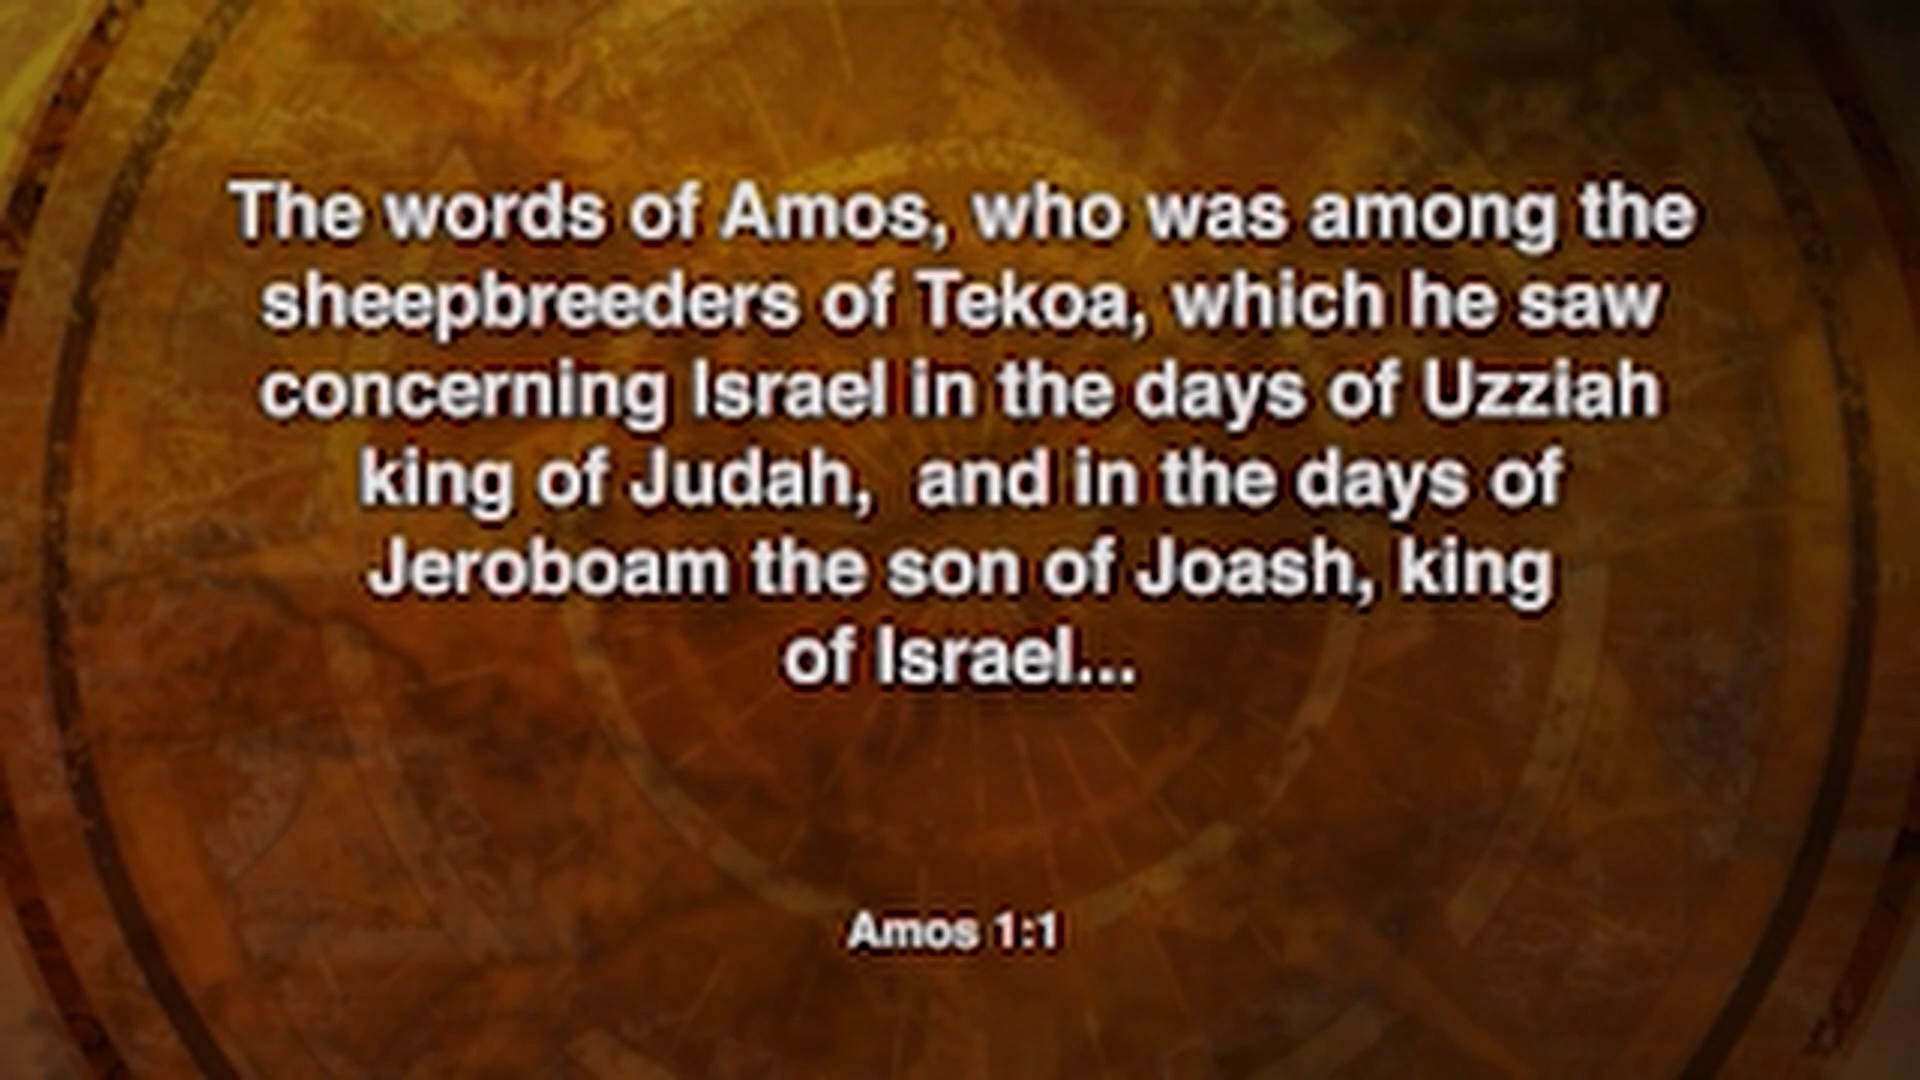 The words of Amos, who was among the
sheepbreeders of Tekoa, which he saw
concerning Israel in the days of Uzziah
king of Judah,  and in the days of
Jeroboam the son of Joash, king
of Israel...
Amos 1:1